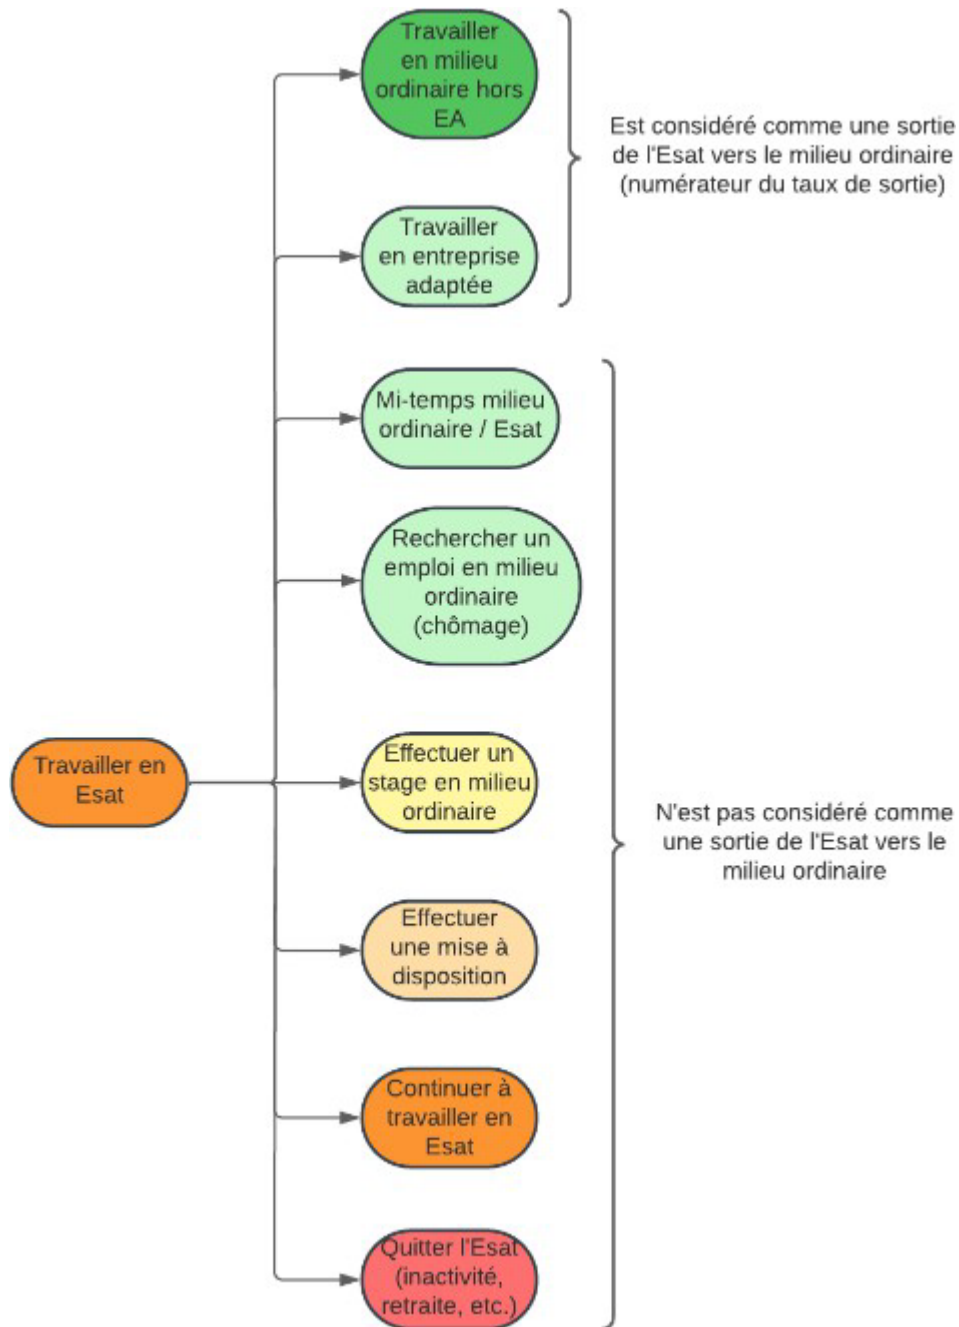 Travailler
en milieu
ordinaire hors
EA
Est considéré comme une sortie
de l'Esat vers le milieu ordinaire
(numérateur du taux de sortie)
Travailler
en entreprise
adaptée
Mi-temps milieu
ordinaire / Esat
Rechercher un
emploi en milieu
ordinaire
(chômage)
Travailler en
Esat
Effectuer un
stage en milieu
ordinaire
N'est pas considéré comme
une sortie de l'Esat vers le
milieu ordinaire
Effectuer
une mise à
disposition
Continuer à
travailler en
Esat
Quitter l'Esat
(inactivité,
retraite, etc.)